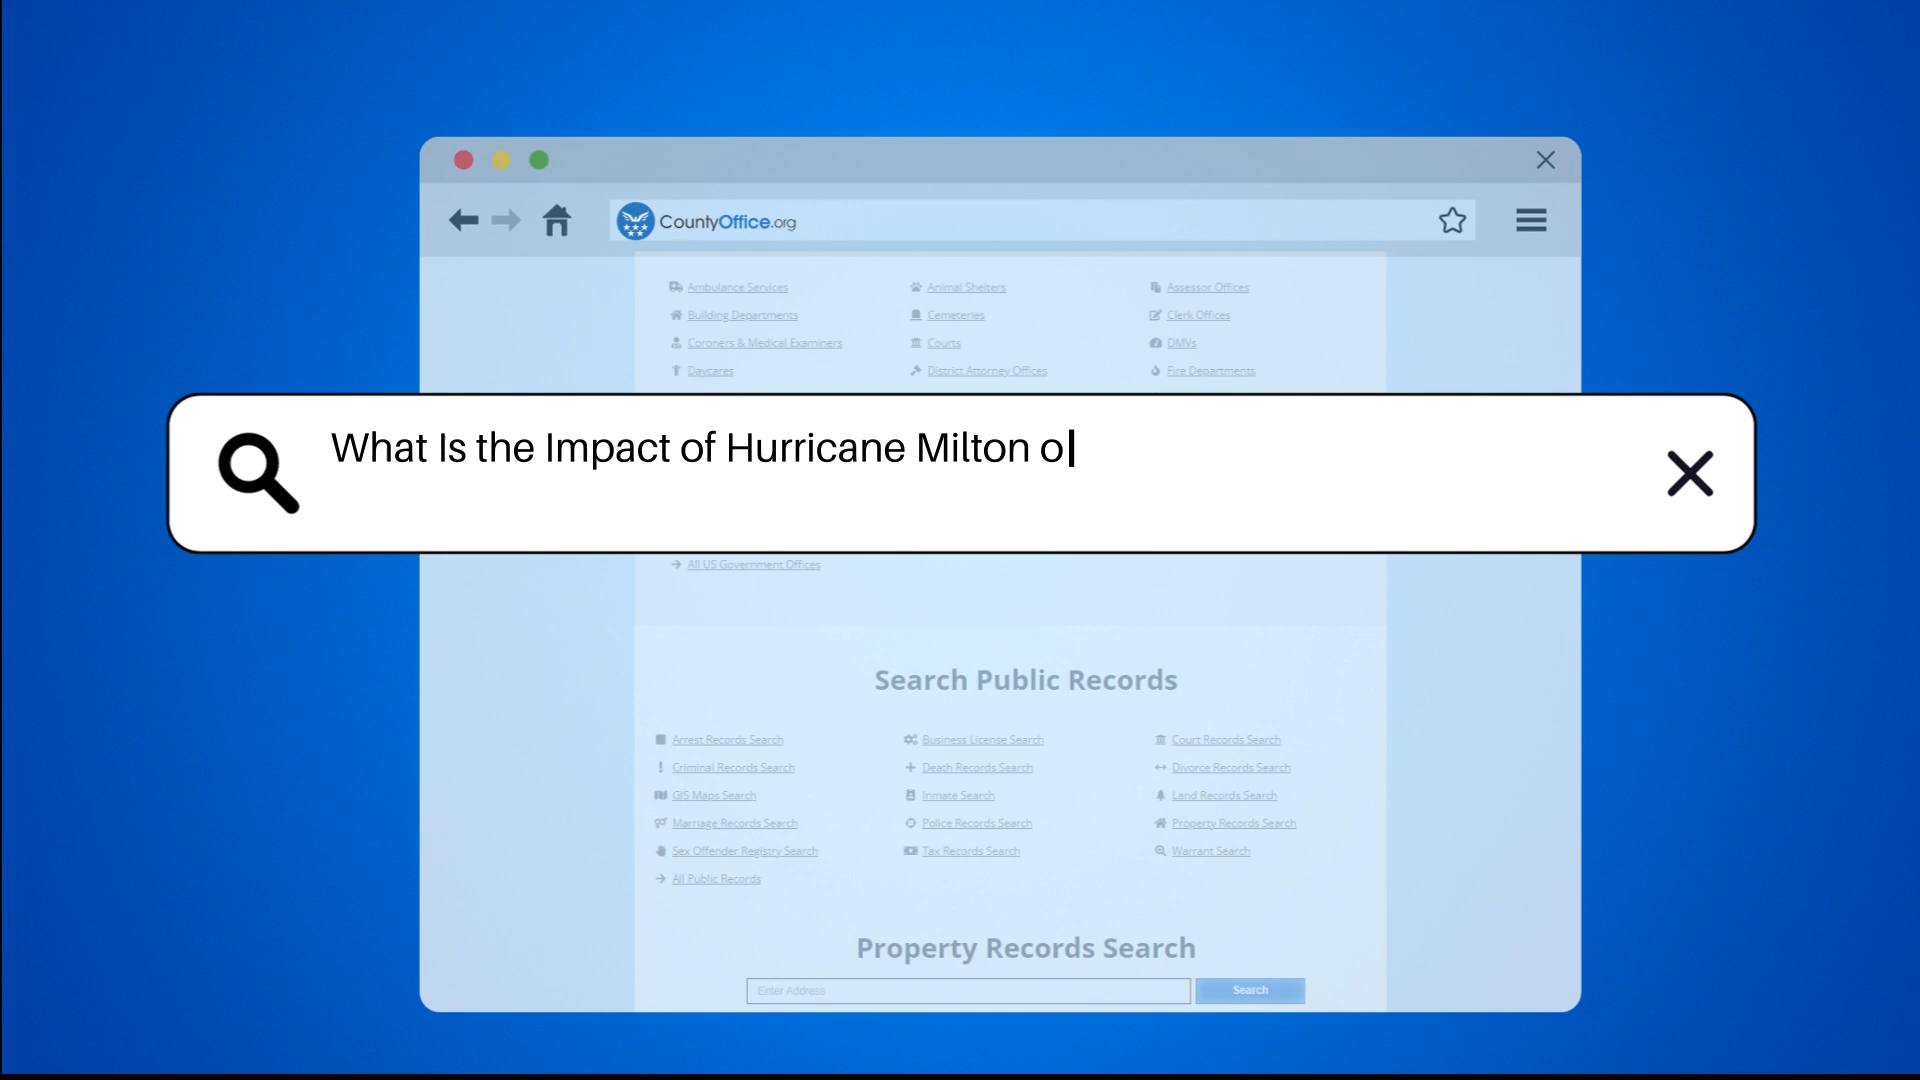 CountyOffice.org
Ambulance Services Animal Shelters Assessor Offices
Building Departments Cemeteries Clerk Offices
Coroners & Medical Examiners Courts DMVs
Daycares District Attorney Offices Fire Departments
What Is the Impact of Hurricane Milton o
All US Government Offices
Search Public Records
Arrest Records Search Business License Search Court Records Search
Criminal Records Search Death Records Search Divorce Records Search
GIS Maps Search Inmate Search Land Records Search
Marriage Records Search Police Records Search Property Records Search
Sex Offender Registry Search Tax Records Search Warrant Search
All Public Records
Property Records Search
Enter Address Search